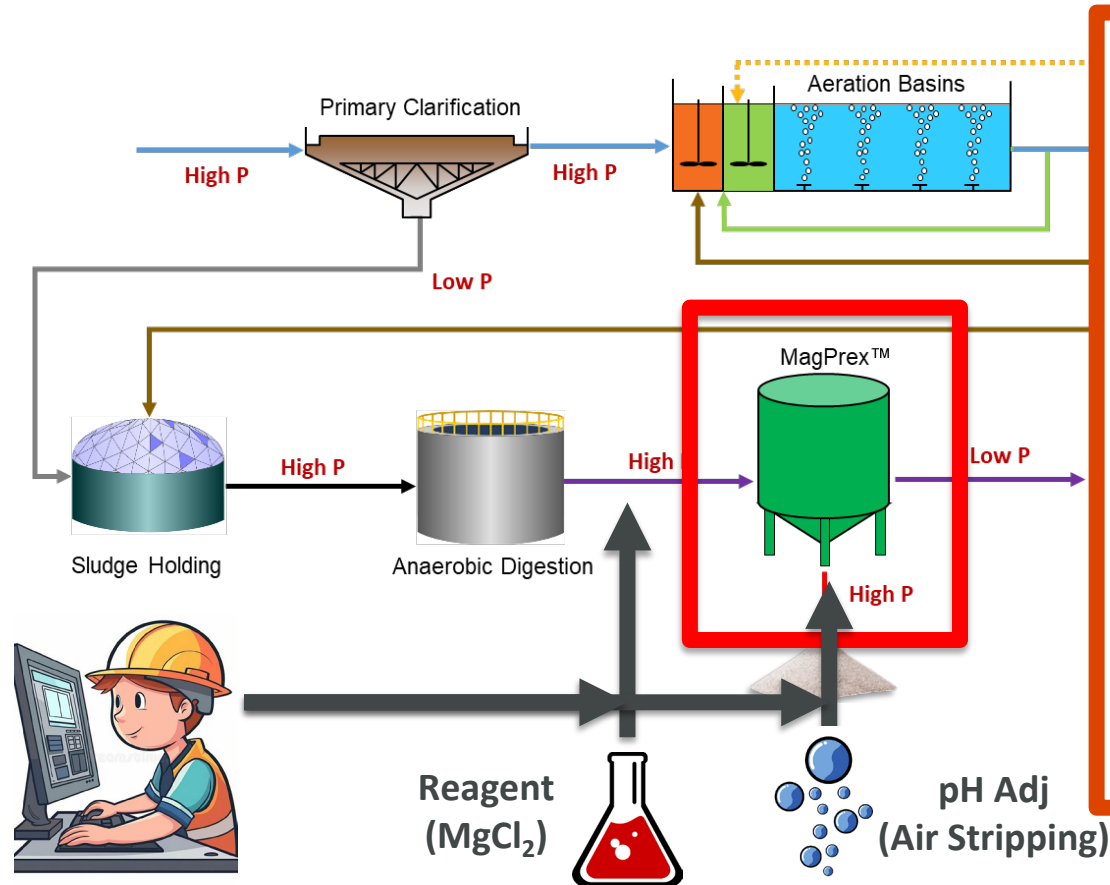 Primary Clarification
Aeration Basins
High P
High P
Low P
MagPrex™
High P
High
Low P
Sludge Holding
Anaerobic Digestion
High P
Reagent
(MgCl₂)
pH Adj
(Air Stripping)